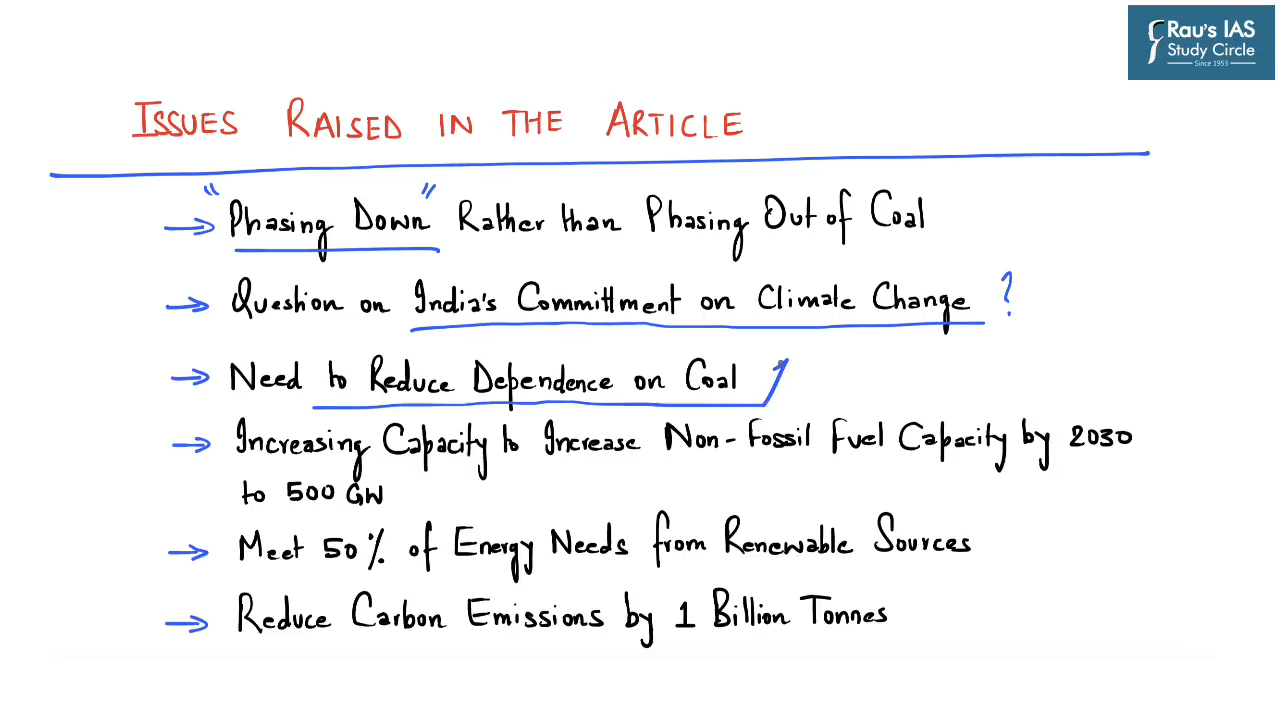 Rau's IAS
Study Circle
Since 1953
ISSUES RAISED IN THE ARTICLE
→ "Phasing Down" Rather than Phasing Out of Coal
→ Question on India's Committment on Climate Change ?
→ Need to Reduce Dependence on Coal
→ Increasing Capacity to Increase Non-Fossil Fuel Capacity by 2030
to 500 GW
→ Meet 50% of Energy Needs from Renewable Sources
→ Reduce Carbon Emissions by 1 Billion Tonnes